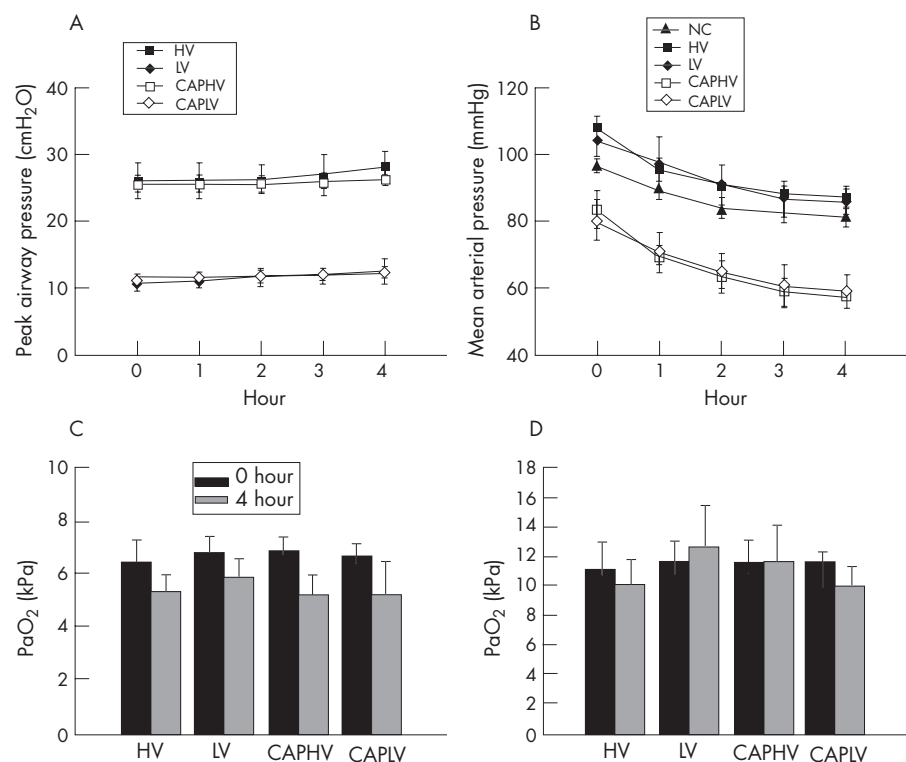 A
HV
LV
CAPHV
CAPLV
Peak airway pressure (cmH₂O)
40
30
20
10
0
0 1 2 3 4
Hour
B
NC
HV
LV
CAPHV
CAPLV
Mean arterial pressure (mmHg)
120
100
80
60
40
0 1 2 3 4
Hour
C
0 hour
4 hour
PaO₂ (kPa)
10
8
6
4
2
0
HV LV CAPHV CAPLV
D
PaO₂ (kPa)
18
16
14
12
10
8
6
4
2
0
HV LV CAPHV CAPLV